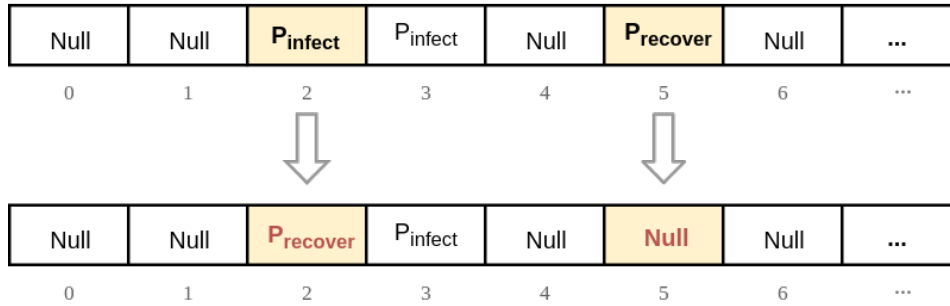 Null Null Pinfect Pinfect Null Precover Null ...
0 1 2 3 4 5 6 ...
Null Null Precover Pinfect Null Null Null ...
0 1 2 3 4 5 6 ...